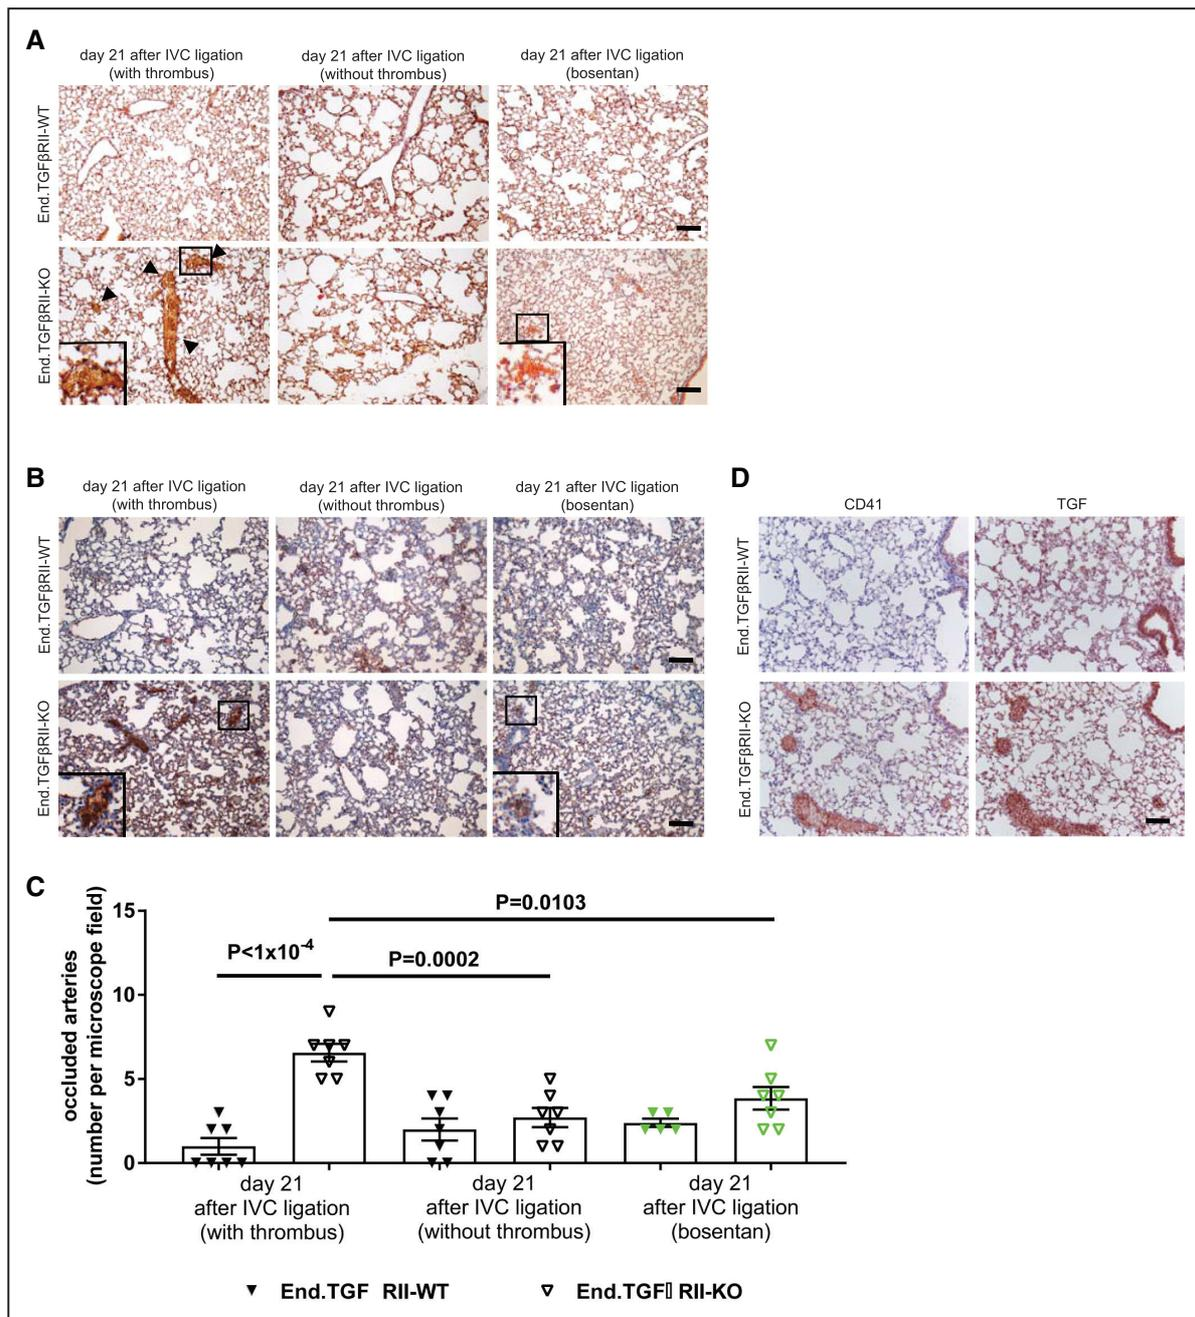 A
day 21 after IVC ligation
(with thrombus)
day 21 after IVC ligation
(without thrombus)
day 21 after IVC ligation
(bosentan)
End.TGFβRII-WT
End.TGFβRII-KO
B
day 21 after IVC ligation
(with thrombus)
day 21 after IVC ligation
(without thrombus)
day 21 after IVC ligation
(bosentan)
End.TGFβRII-WT
End.TGFβRII-KO
D
CD41
TGF
End.TGFβRII-WT
End.TGFβRII-KO
C
occluded arteries
(number per microscope field)
15
10
5
0
P=0.0103
P<1x10⁻⁴
P=0.0002
day 21
after IVC ligation
(with thrombus)
day 21
after IVC ligation
(without thrombus)
day 21
after IVC ligation
(bosentan)
End.TGF RII-WT
End.TGF▯ RII-KO